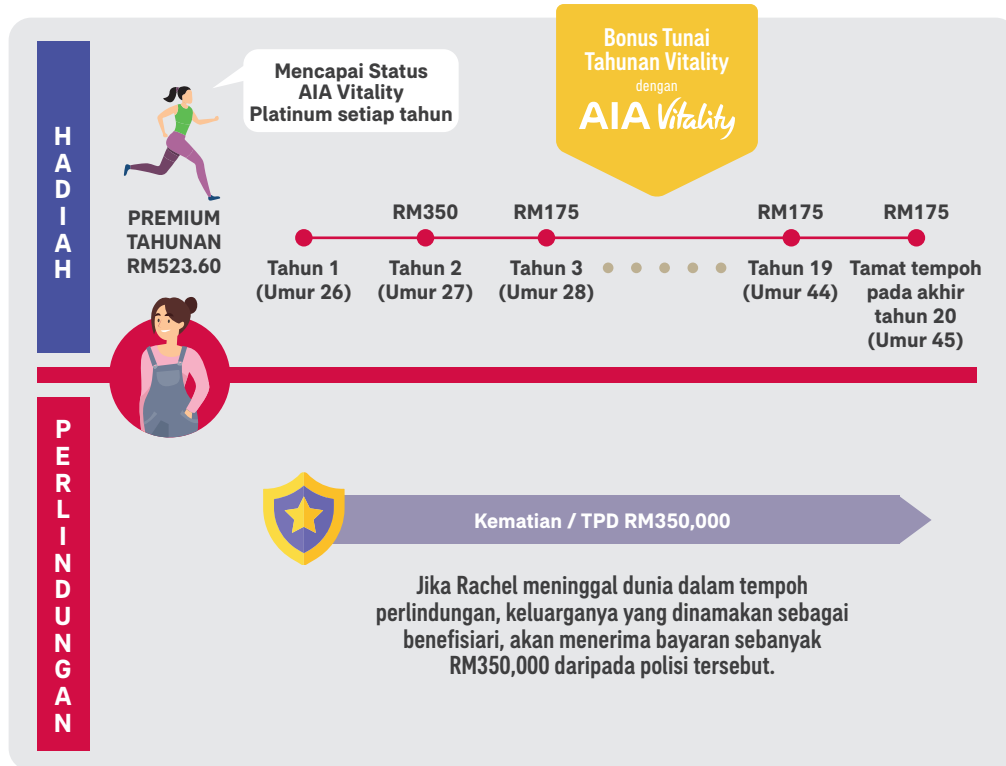 HADIAH
Mencapai Status
AIA Vitality
Platinum setiap tahun
Bonus Tunai
Tahunan Vitality
dengan
AIA Vitality
PREMIUM
TAHUNAN
RM523.60
RM350
RM175
RM175
RM175
Tahun 1
(Umur 26)
Tahun 2
(Umur 27)
Tahun 3
(Umur 28)
Tahun 19
(Umur 44)
Tamat tempoh
pada akhir
tahun 20
(Umur 45)
PERLINDUNGAN
Kematian / TPD RM350,000
Jika Rachel meninggal dunia dalam tempoh
perlindungan, keluarganya yang dinamakan sebagai
benefisiari, akan menerima bayaran sebanyak
RM350,000 daripada polisi tersebut.